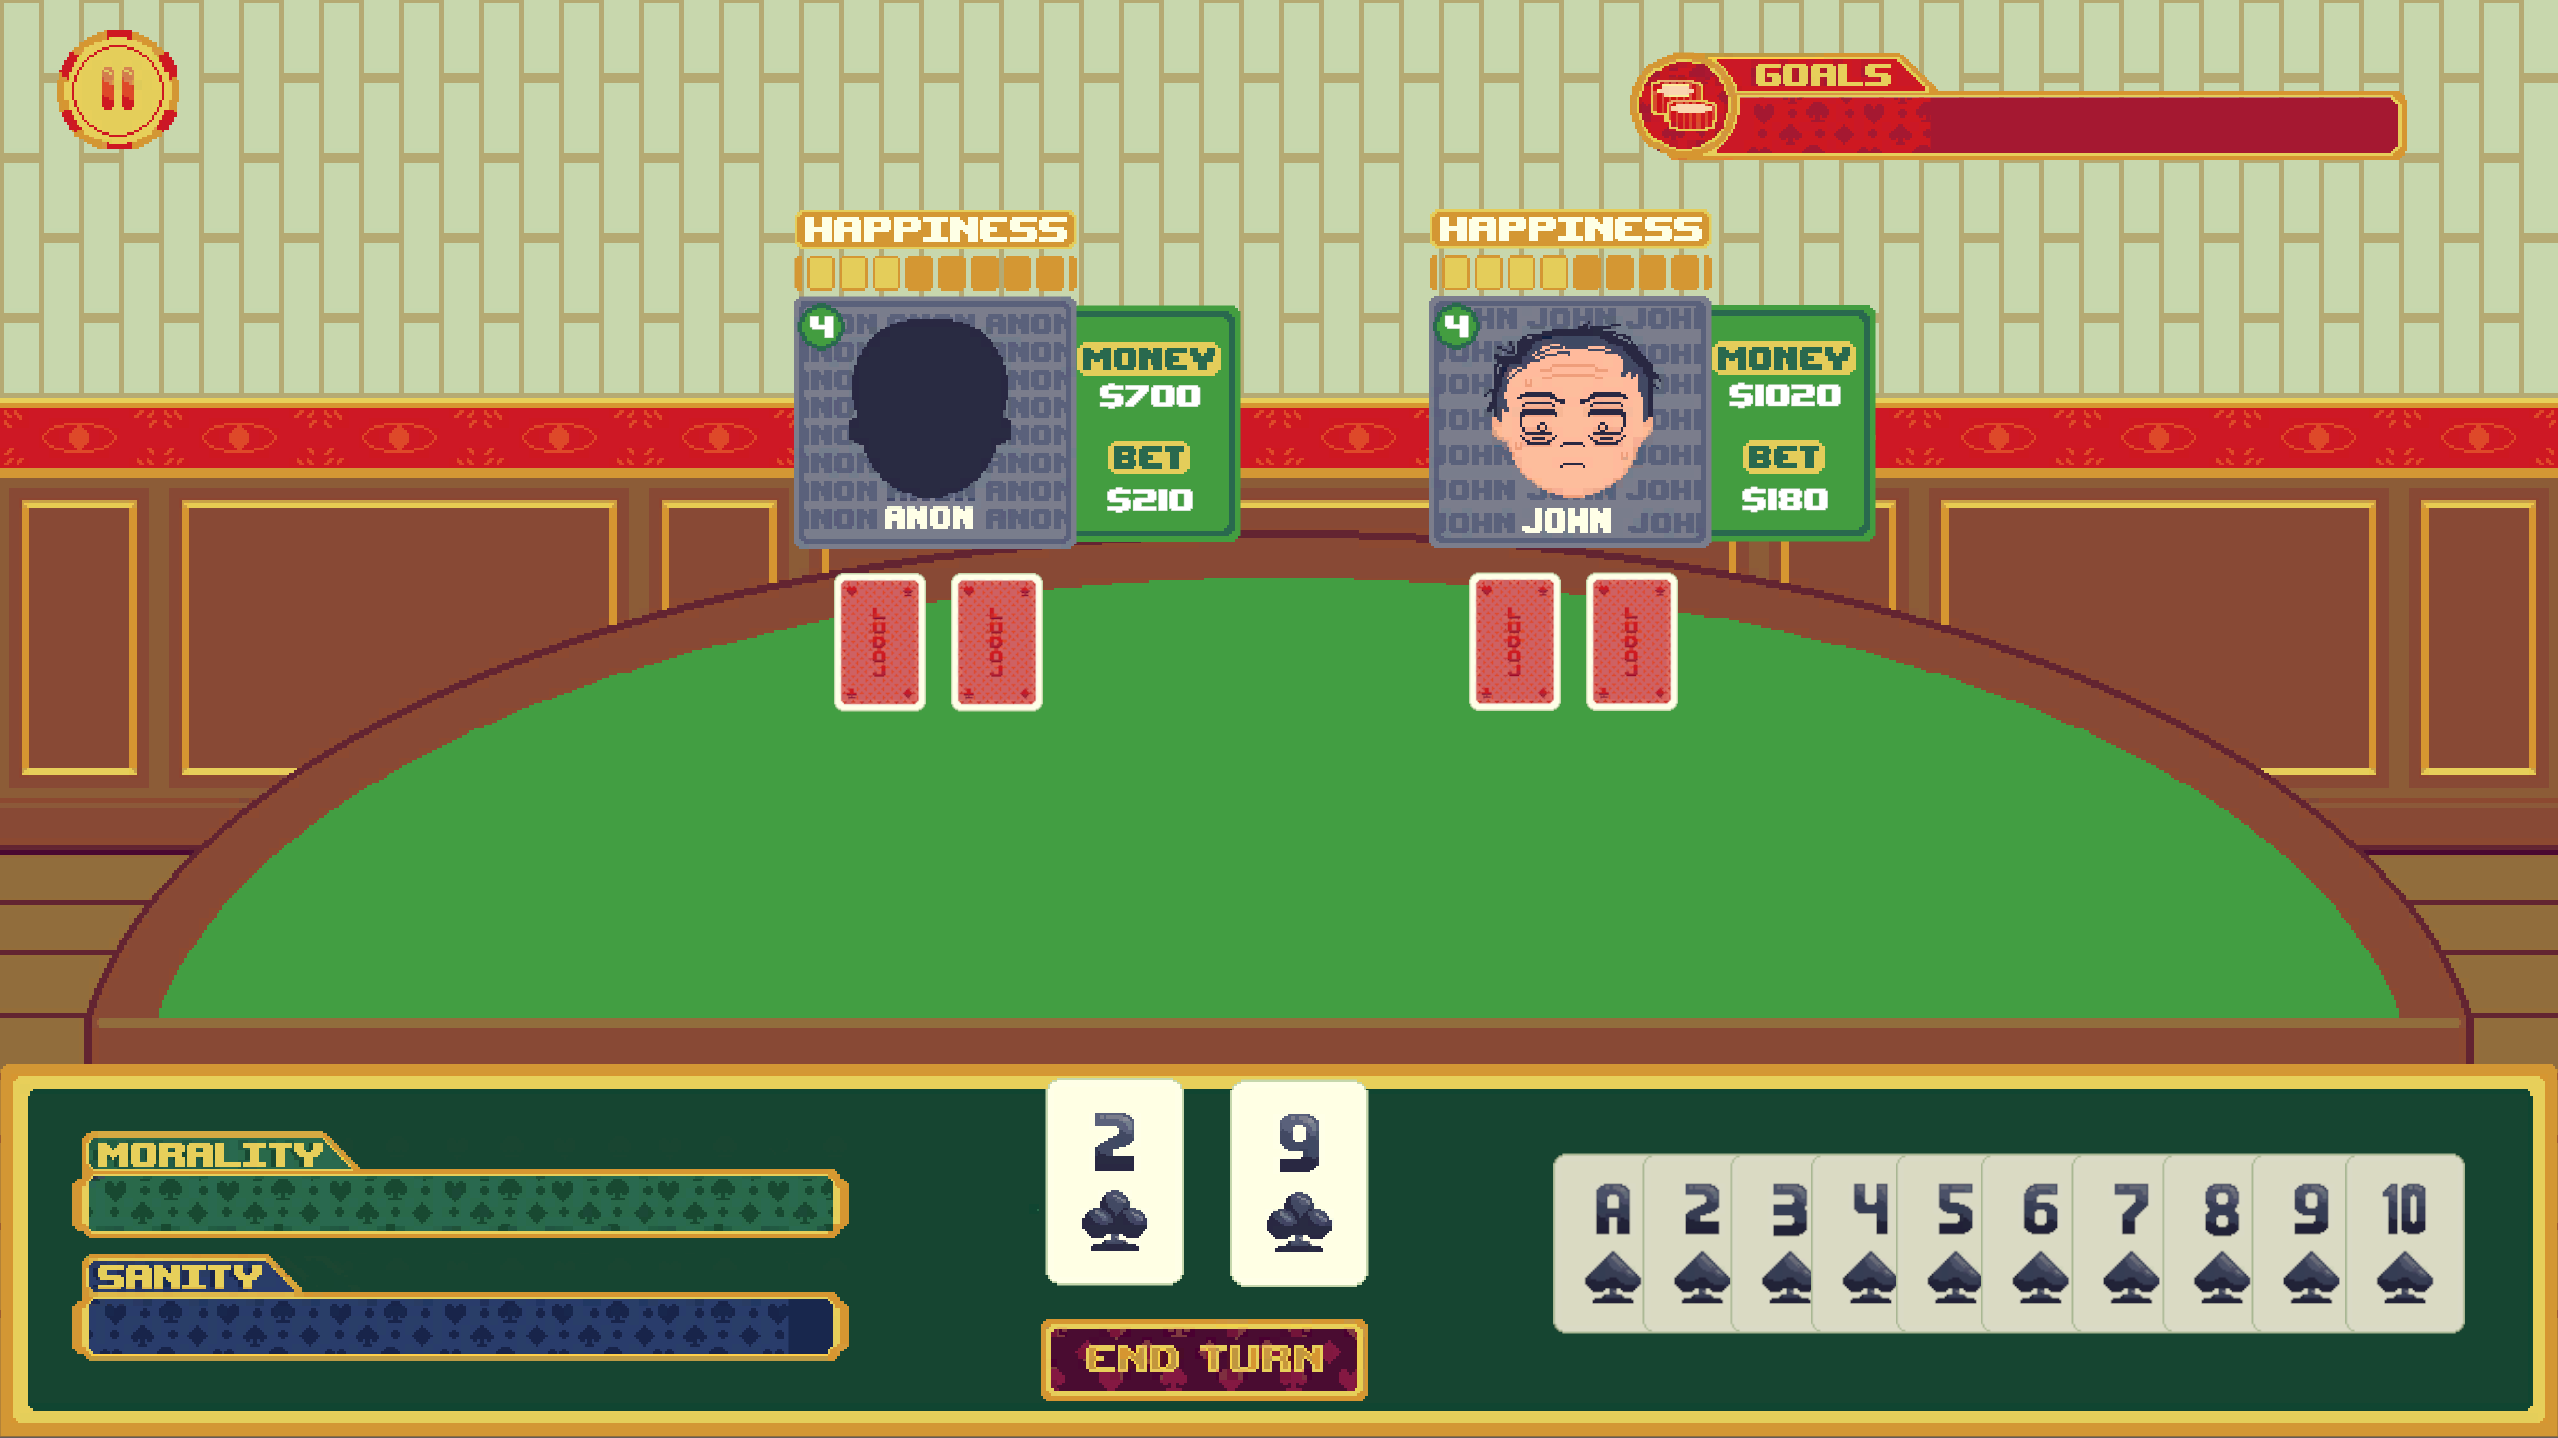 GOALS
HAPPINESS
HAPPINESS
4
ANON
MONEY
$700
BET
$210
4
JOHN
MONEY
$1020
BET
$180
2
9
MORALITY
SANITY
END TURN
A 2 3 4 5 6 7 8 9 10